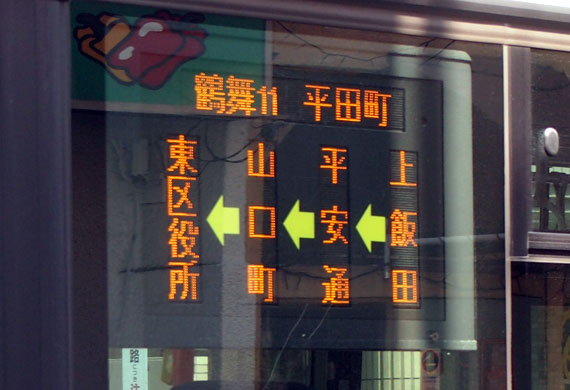 鶴舞11 平田町
上飯田
平安通
山口町
東区役所